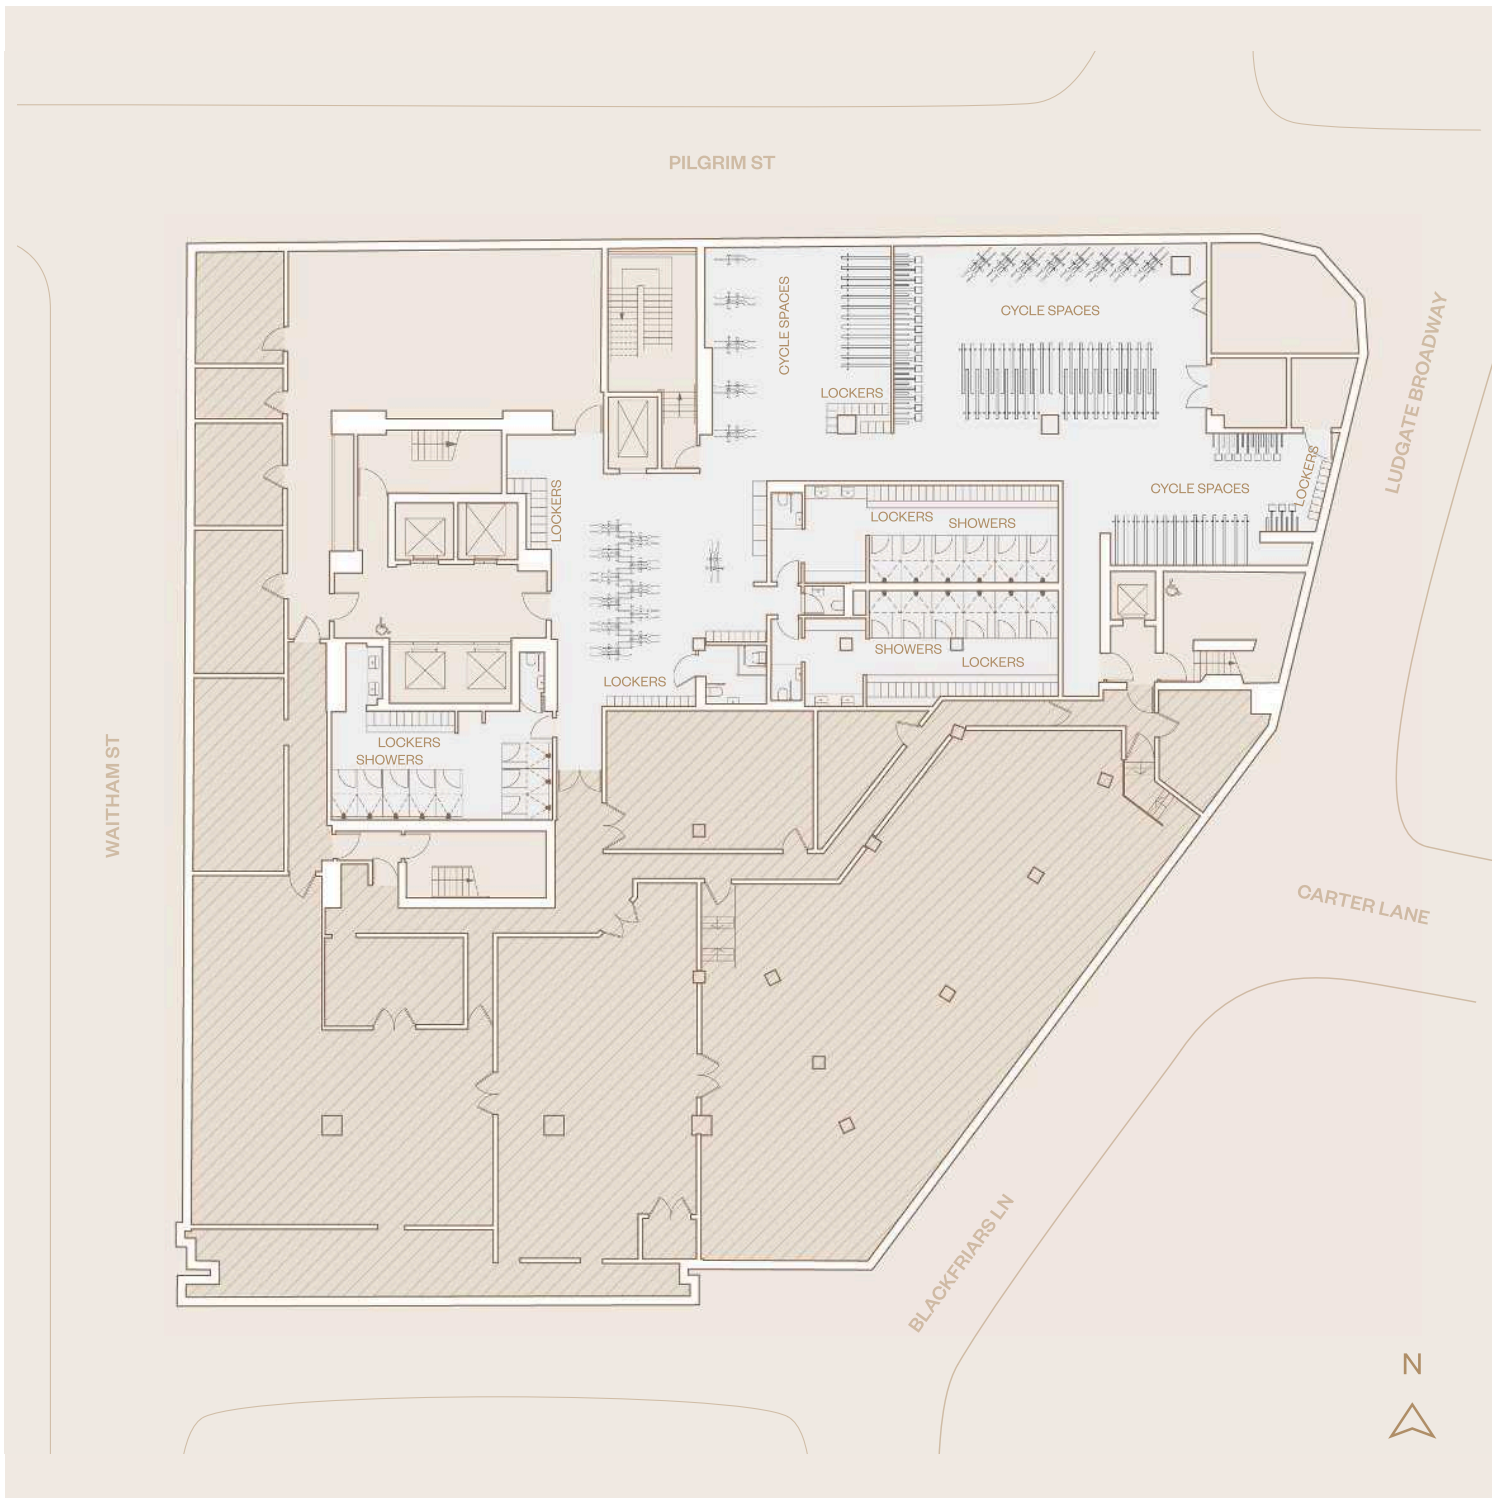 PILGRIM ST
CYCLE SPACES
CYCLE SPACES
LUDGATE BROADWAY
LOCKERS
LOCKERS
CYCLE SPACES
LOCKERS
LOCKERS
SHOWERS
SHOWERS
LOCKERS
LOCKERS
LOCKERS
SHOWERS
WAITHAM ST
CARTER LANE
BLACKFRIARS LN
N